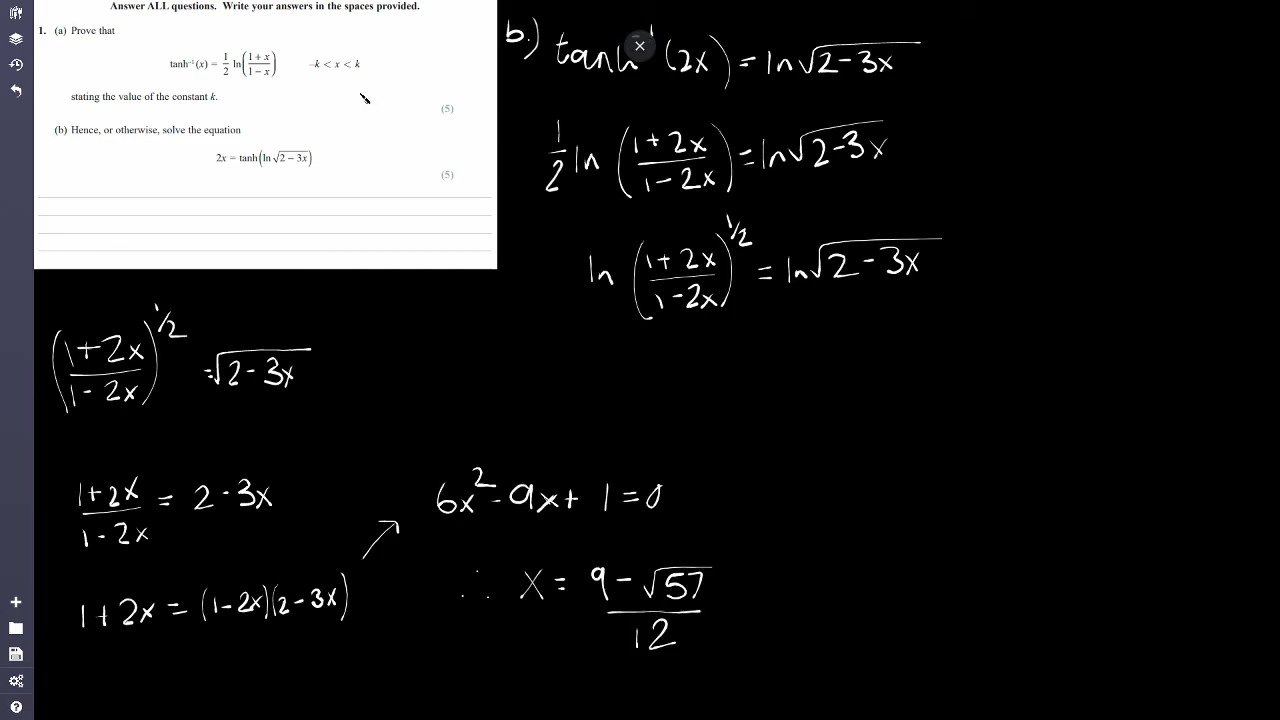 Answer ALL questions. Write your answers in the spaces provided.
1. (a) Prove that
tanh⁻¹(x) = 1/2 ln((1 + x)/(1 − x))   –k < x < k
stating the value of the constant k.
(5)
(b) Hence, or otherwise, solve the equation
2x = tanh(ln √(2 − 3x))
(5)
b.) tanh⁻¹(2x) = ln √(2 − 3x)
1/2 ln((1 + 2x)/(1 − 2x)) = ln √(2 − 3x)
ln((1 + 2x)/(1 − 2x))^(1/2) = ln √(2 − 3x)
((1 + 2x)/(1 − 2x))^(1/2) = √(2 − 3x)
(1 + 2x)/(1 − 2x) = 2 − 3x
1 + 2x = (1 − 2x)(2 − 3x)
6x² − 9x + 1 = 0
∴ x = (9 − √57)/12